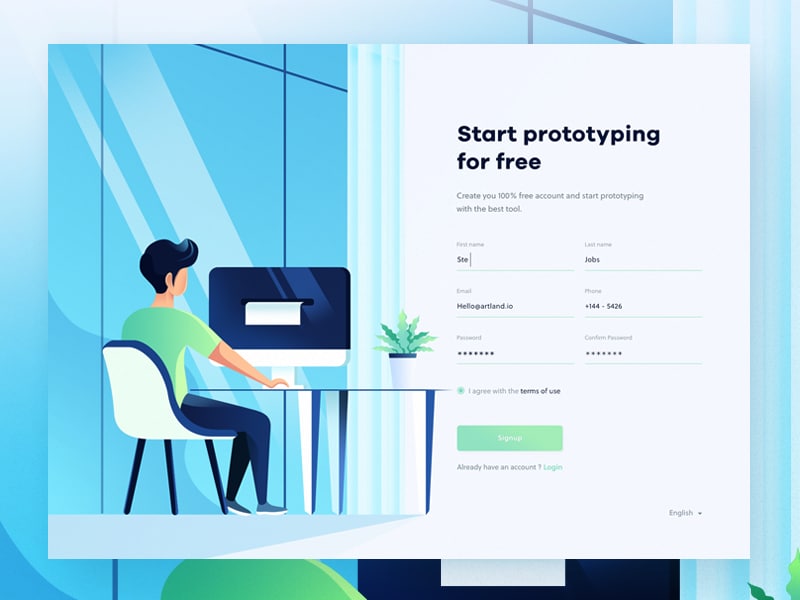 Start prototyping
for free
Create you 100% free account and start prototyping
with the best tool.
First name
Last name
Ste
Jobs
Email
Phone
Hello@artland.io
+144 - 5426
Password
Confirm Password
*******
*******
I agree with the terms of use
Signup
Already have an account ? Login
English